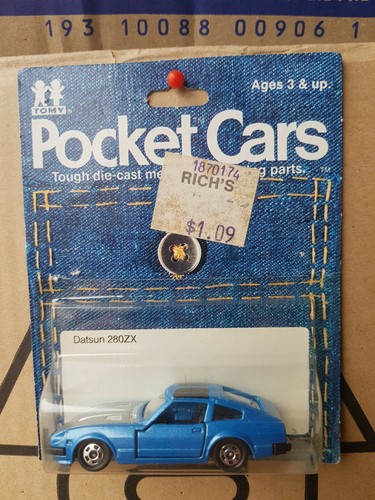 193 10088 00906 1
TOMY
Ages 3 & up.
Pocket Cars
Tough die-cast me g parts. TM
1870174
RICH'S
$1.09
Datsun 280ZX